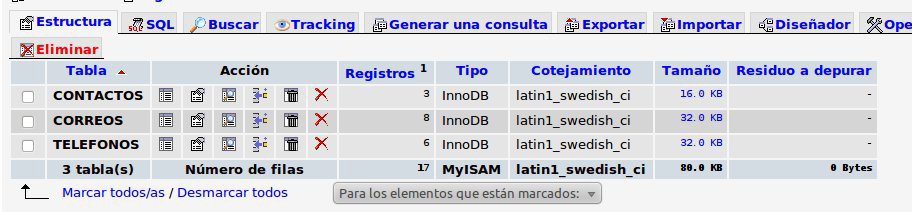 Estructura SQL Buscar Tracking Generar una consulta Exportar Importar Diseñador Ope
Eliminar
Tabla Acción Registros 1 Tipo Cotejamiento Tamaño Residuo a depurar
CONTACTOS 3 InnoDB latin1_swedish_ci 16.0 KB -
CORREOS 8 InnoDB latin1_swedish_ci 32.0 KB -
TELEFONOS 6 InnoDB latin1_swedish_ci 32.0 KB -
3 tabla(s) Número de filas 17 MyISAM latin1_swedish_ci 80.0 KB 0 Bytes
Marcar todos/as / Desmarcar todos Para los elementos que están marcados: